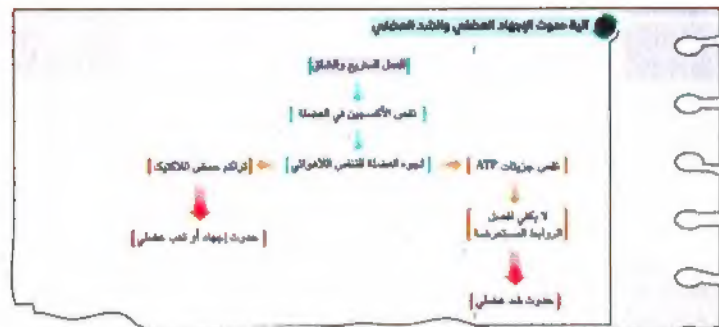 آلية حدوث الإجهاد العضلي والشد العضلي
العمل السريع والشاق
نقص الأكسجين في العضلة
لجوء العضلة للتنفس اللاهوائي
نقص جزيئات ATP
تراكم حمض اللاكتيك
لا يكفي لفصل
الروابط المستعرضة
حدوث إجهاد أو تعب عضلي
حدوث شد عضلي